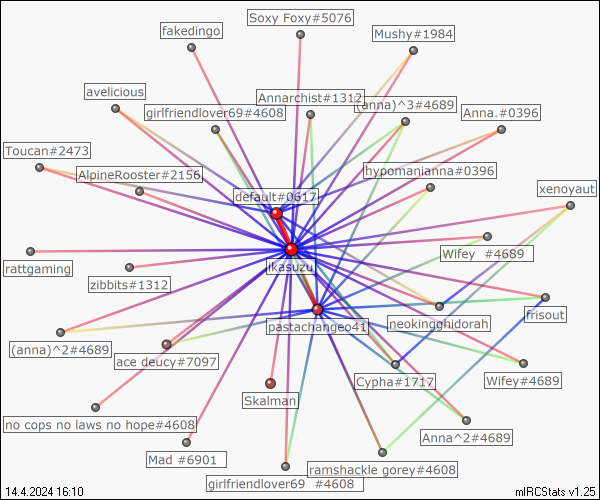 Soxy Foxy#5076
fakedingo
Mushy#1984
avelicious
Annarchist#1312
(anna)^3#4689
girlfriendlover69#4608
Anna.#0396
Toucan#2473
AlpineRooster#2156
hypomanianna#0396
xenoyaut
default#0617
Wifey  #4689
ikasuzu
rattgaming
zibbits#1312
frisout
pastachangeo41
neokingghidorah
(anna)^2#4689
ace deucy#7097
Cypha#1717
Wifey#4689
Skalman
no cops no laws no hope#4608
Anna^2#4689
Mad #6901
ramshackle gorey#4608
girlfriendlover69  #4608
14.4.2024 16:10
mIRCStats v1.25